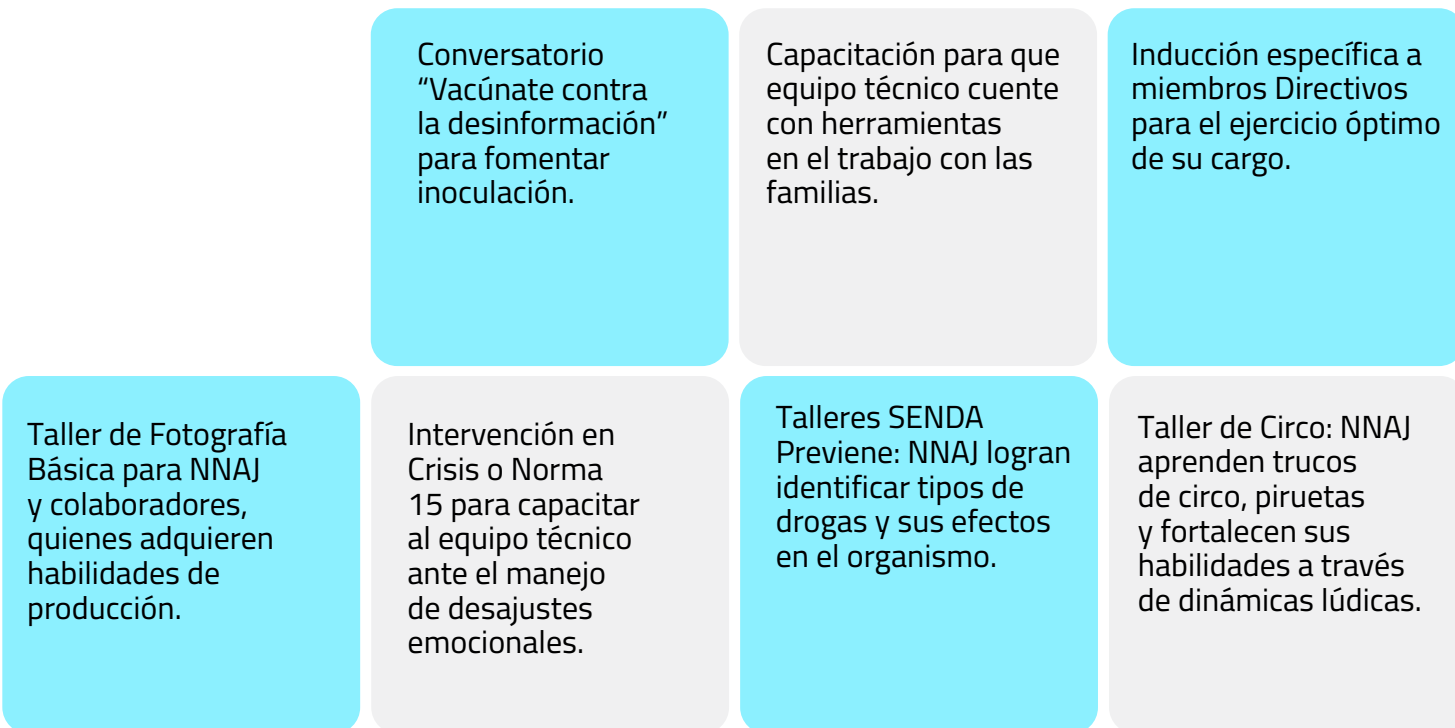 Conversatorio
“Vacúnate contra
la desinformación”
para fomentar
inoculación.
Capacitación para que
equipo técnico cuente
con herramientas
en el trabajo con las
familias.
Inducción específica a
miembros Directivos
para el ejercicio óptimo
de su cargo.
Taller de Fotografía
Básica para NNAJ
y colaboradores,
quienes adquieren
habilidades de
producción.
Intervención en
Crisis o Norma
15 para capacitar
al equipo técnico
ante el manejo
de desajustes
emocionales.
Talleres SENDA
Previene: NNAJ logran
identificar tipos de
drogas y sus efectos
en el organismo.
Taller de Circo: NNAJ
aprenden trucos
de circo, piruetas
y fortalecen sus
habilidades a través
de dinámicas lúdicas.